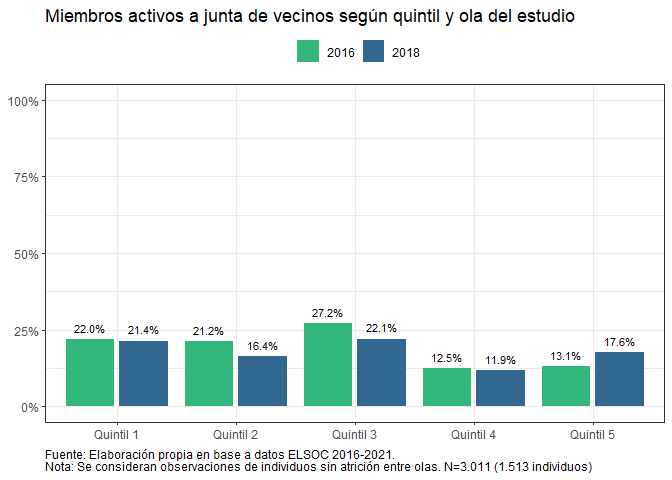 Miembros activos a junta de vecinos según quintil y ola del estudio
2016 2018
100%
75%
50%
25%
0%
22.0% 21.4% 21.2% 16.4% 27.2% 22.1% 12.5% 11.9% 13.1% 17.6%
Quintil 1 Quintil 2 Quintil 3 Quintil 4 Quintil 5
Fuente: Elaboración propia en base a datos ELSOC 2016-2021.
Nota: Se consideran observaciones de individuos sin atrición entre olas. N=3.011 (1.513 individuos)